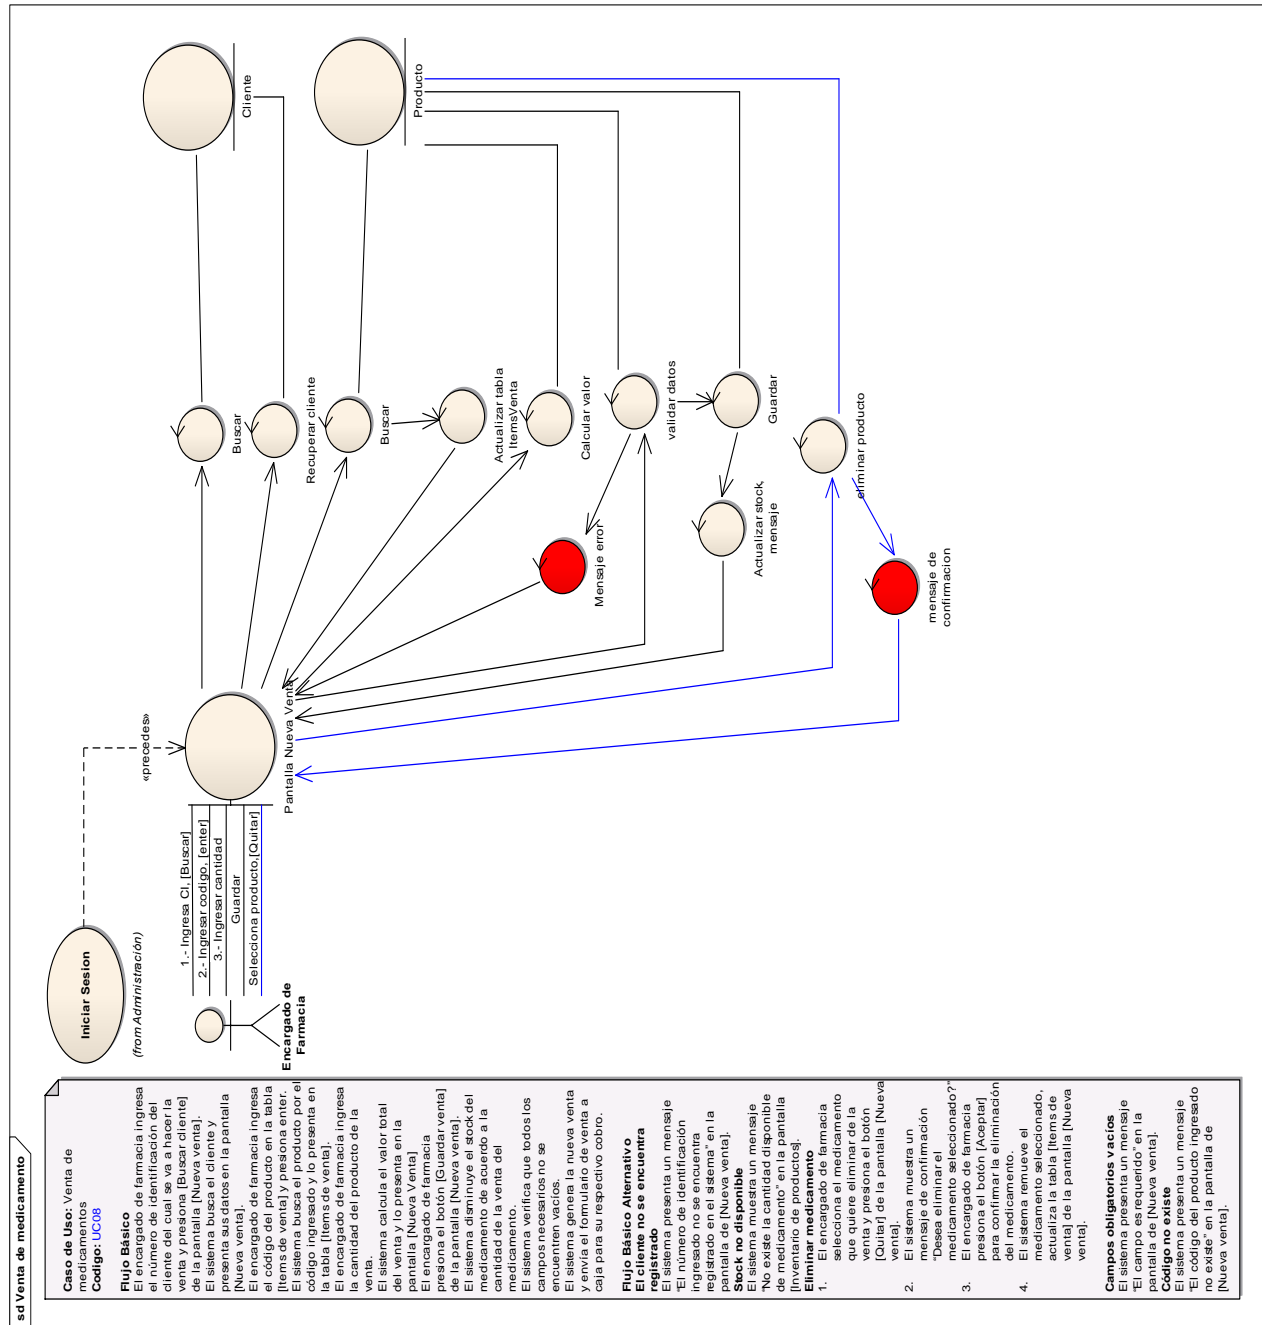 sd Venta de medicamento
Caso de Uso: Venta de
medicamentos
Codigo: UC08
Flujo Básico
El encargado de farmacia ingresa
el número de identificación del
cliente del cual se va a hacer la
venta y presiona [Buscar cliente]
de la pantalla [Nueva venta].
El sistema busca el cliente y
presenta sus datos en la pantalla
[Nueva venta].
El encargado de farmacia ingresa
el código del producto en la tabla
[Items de venta] y presiona enter.
El sistema busca el producto por el
código ingresado y lo presenta en
la tabla [Items de venta].
El encargado de farmacia ingresa
la cantidad del producto de la
venta.
El sistema calcula el valor total
del venta y lo presenta en la
pantalla [Nueva Venta]
El encargado de farmacia
presiona el botón [Guardar venta]
de la pantalla [Nueva venta].
El sistema disminuye el stock del
medicamento de acuerdo a la
cantidad de la venta del
medicamento.
El sistema verifica que todos los
campos necesarios no se
encuentren vacíos.
El sistema genera la nueva venta
y envía el formulario de venta a
caja para su respectivo cobro.
Flujo Básico Alternativo
El cliente no se encuentra
registrado
El sistema presenta un mensaje
"El número de identificación
ingresado no se encuentra
registrado en el sistema" en la
pantalla de [Nueva venta].
Stock no disponible
El sistema muestra un mensaje
"No existe la cantidad disponible
de medicamento" en la pantalla
[Inventario de productos].
Eliminar medicamento
1. El encargado de farmacia
selecciona el medicamento
que quiere eliminar de la
venta y presiona el botón
[Quitar] de la pantalla [Nueva
venta].
2. El sistema muestra un
mensaje de confirmación
"Desea eliminar el
medicamento seleccionado?"
3. El encargado de farmacia
presiona el botón [Aceptar]
para confirmar la eliminación
del medicamento.
4. El sistema remueve el
medicamento seleccionado,
actualiza la tabla [Items de
venta] de la pantalla [Nueva
venta].
Campos obligatorios vacíos
El sistema presenta un mensaje
"El campo es requerido" en la
pantalla de [Nueva venta].
Código no existe
El sistema presenta un mensaje
"El código del producto ingresado
no existe" en la pantalla de
[Nueva venta].
Iniciar Sesion
(from Administración)
Encargado de
Farmacia
1.- Ingresa CI, [Buscar]
2.- Ingresar codigo, [enter]
3.- Ingresar cantidad
Guardar
Selecciona producto,[Quitar]
«precedes»
Pantalla Nueva Venta
Buscar
Recuperar cliente
Buscar
Actualizar tabla
ItemsVenta
Calcular valor
Mensaje error
validar datos
Guardar
Actualizar stock,
mensaje
eliminar producto
mensaje de
confirmacion
Cliente
Producto